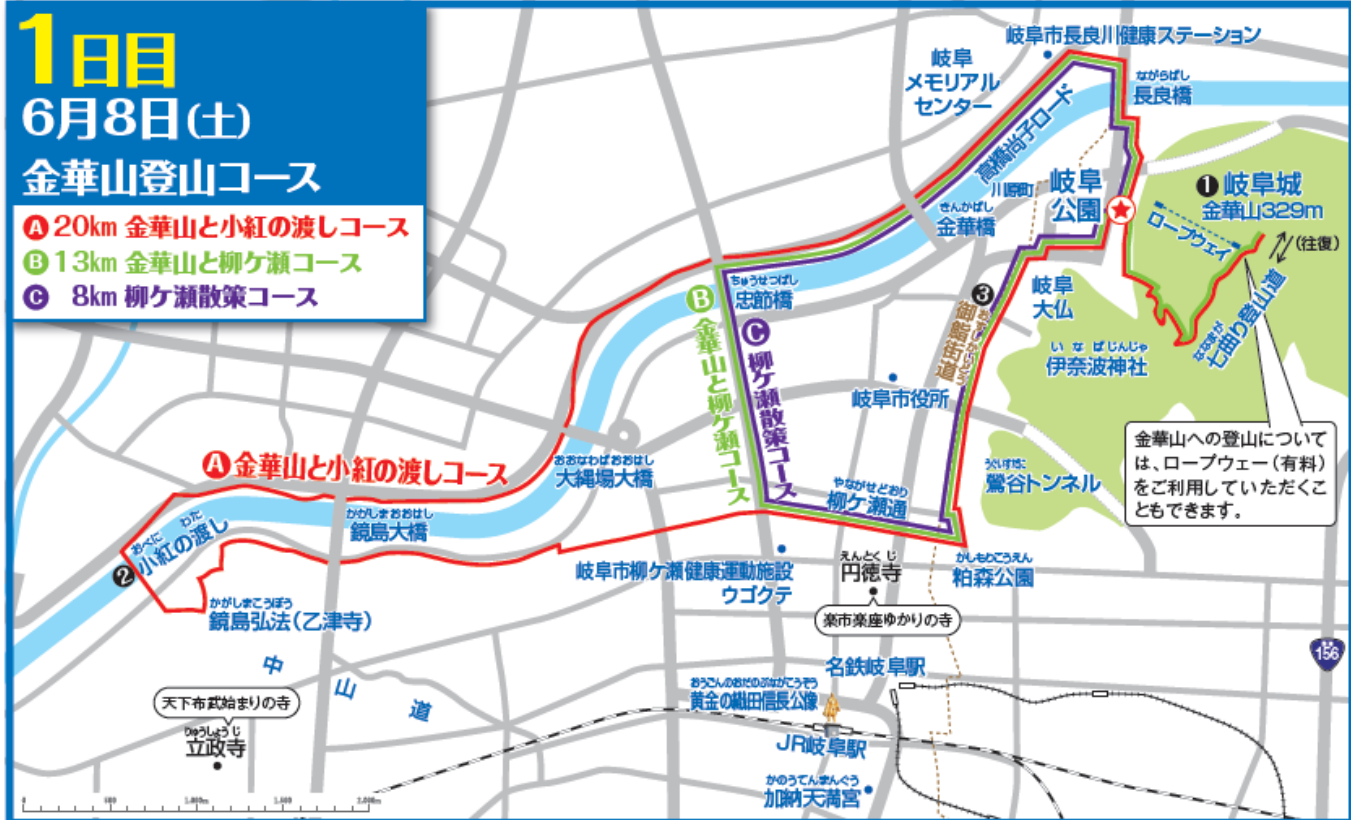 1日目
6月8日(土)
金華山登山コース
A 20km 金華山と小紅の渡しコース
B 13km 金華山と柳ケ瀬コース
C 8km 柳ケ瀬散策コース
岐阜市長良川健康ステーション
岐阜
メモリアル
センター
ながらばし
長良橋
高橋尚子ロード
川原町
岐阜
公園
❶岐阜城
金華山329m
ロープウェイ
(往復)
きんかばし
金華橋
ななまが
七曲り登山道
岐阜
大仏
❸
おすしかいどう
御鮨街道
いなばじんじゃ
伊奈波神社
ちゅうせつばし
忠節橋
B 金華山と柳ケ瀬コース
C 柳ケ瀬散策コース
岐阜市役所
金華山への登山について
は、ロープウェー(有料)
をご利用していただくこ
ともできます。
うぐいすだに
鶯谷トンネル
A 金華山と小紅の渡しコース
おおなわばおおはし
大縄場大橋
やながせどおり
柳ケ瀬通
かがしまおおはし
鏡島大橋
おべに わた
❷小紅の渡し
岐阜市柳ケ瀬健康運動施設
ウゴクテ
えんとくじ
円徳寺
楽市楽座ゆかりの寺
かしもりこうえん
柏森公園
かがしまこうぼう
鏡島弘法(乙津寺)
中山道
156
名鉄岐阜駅
おうごんのおだのぶながこうぞう
黄金の織田信長公像
天下布武始まりの寺
りゅうしょうじ
立政寺
JR岐阜駅
かのうてんまんぐう
加納天満宮
0 500 1,000m 1,500 2,000m